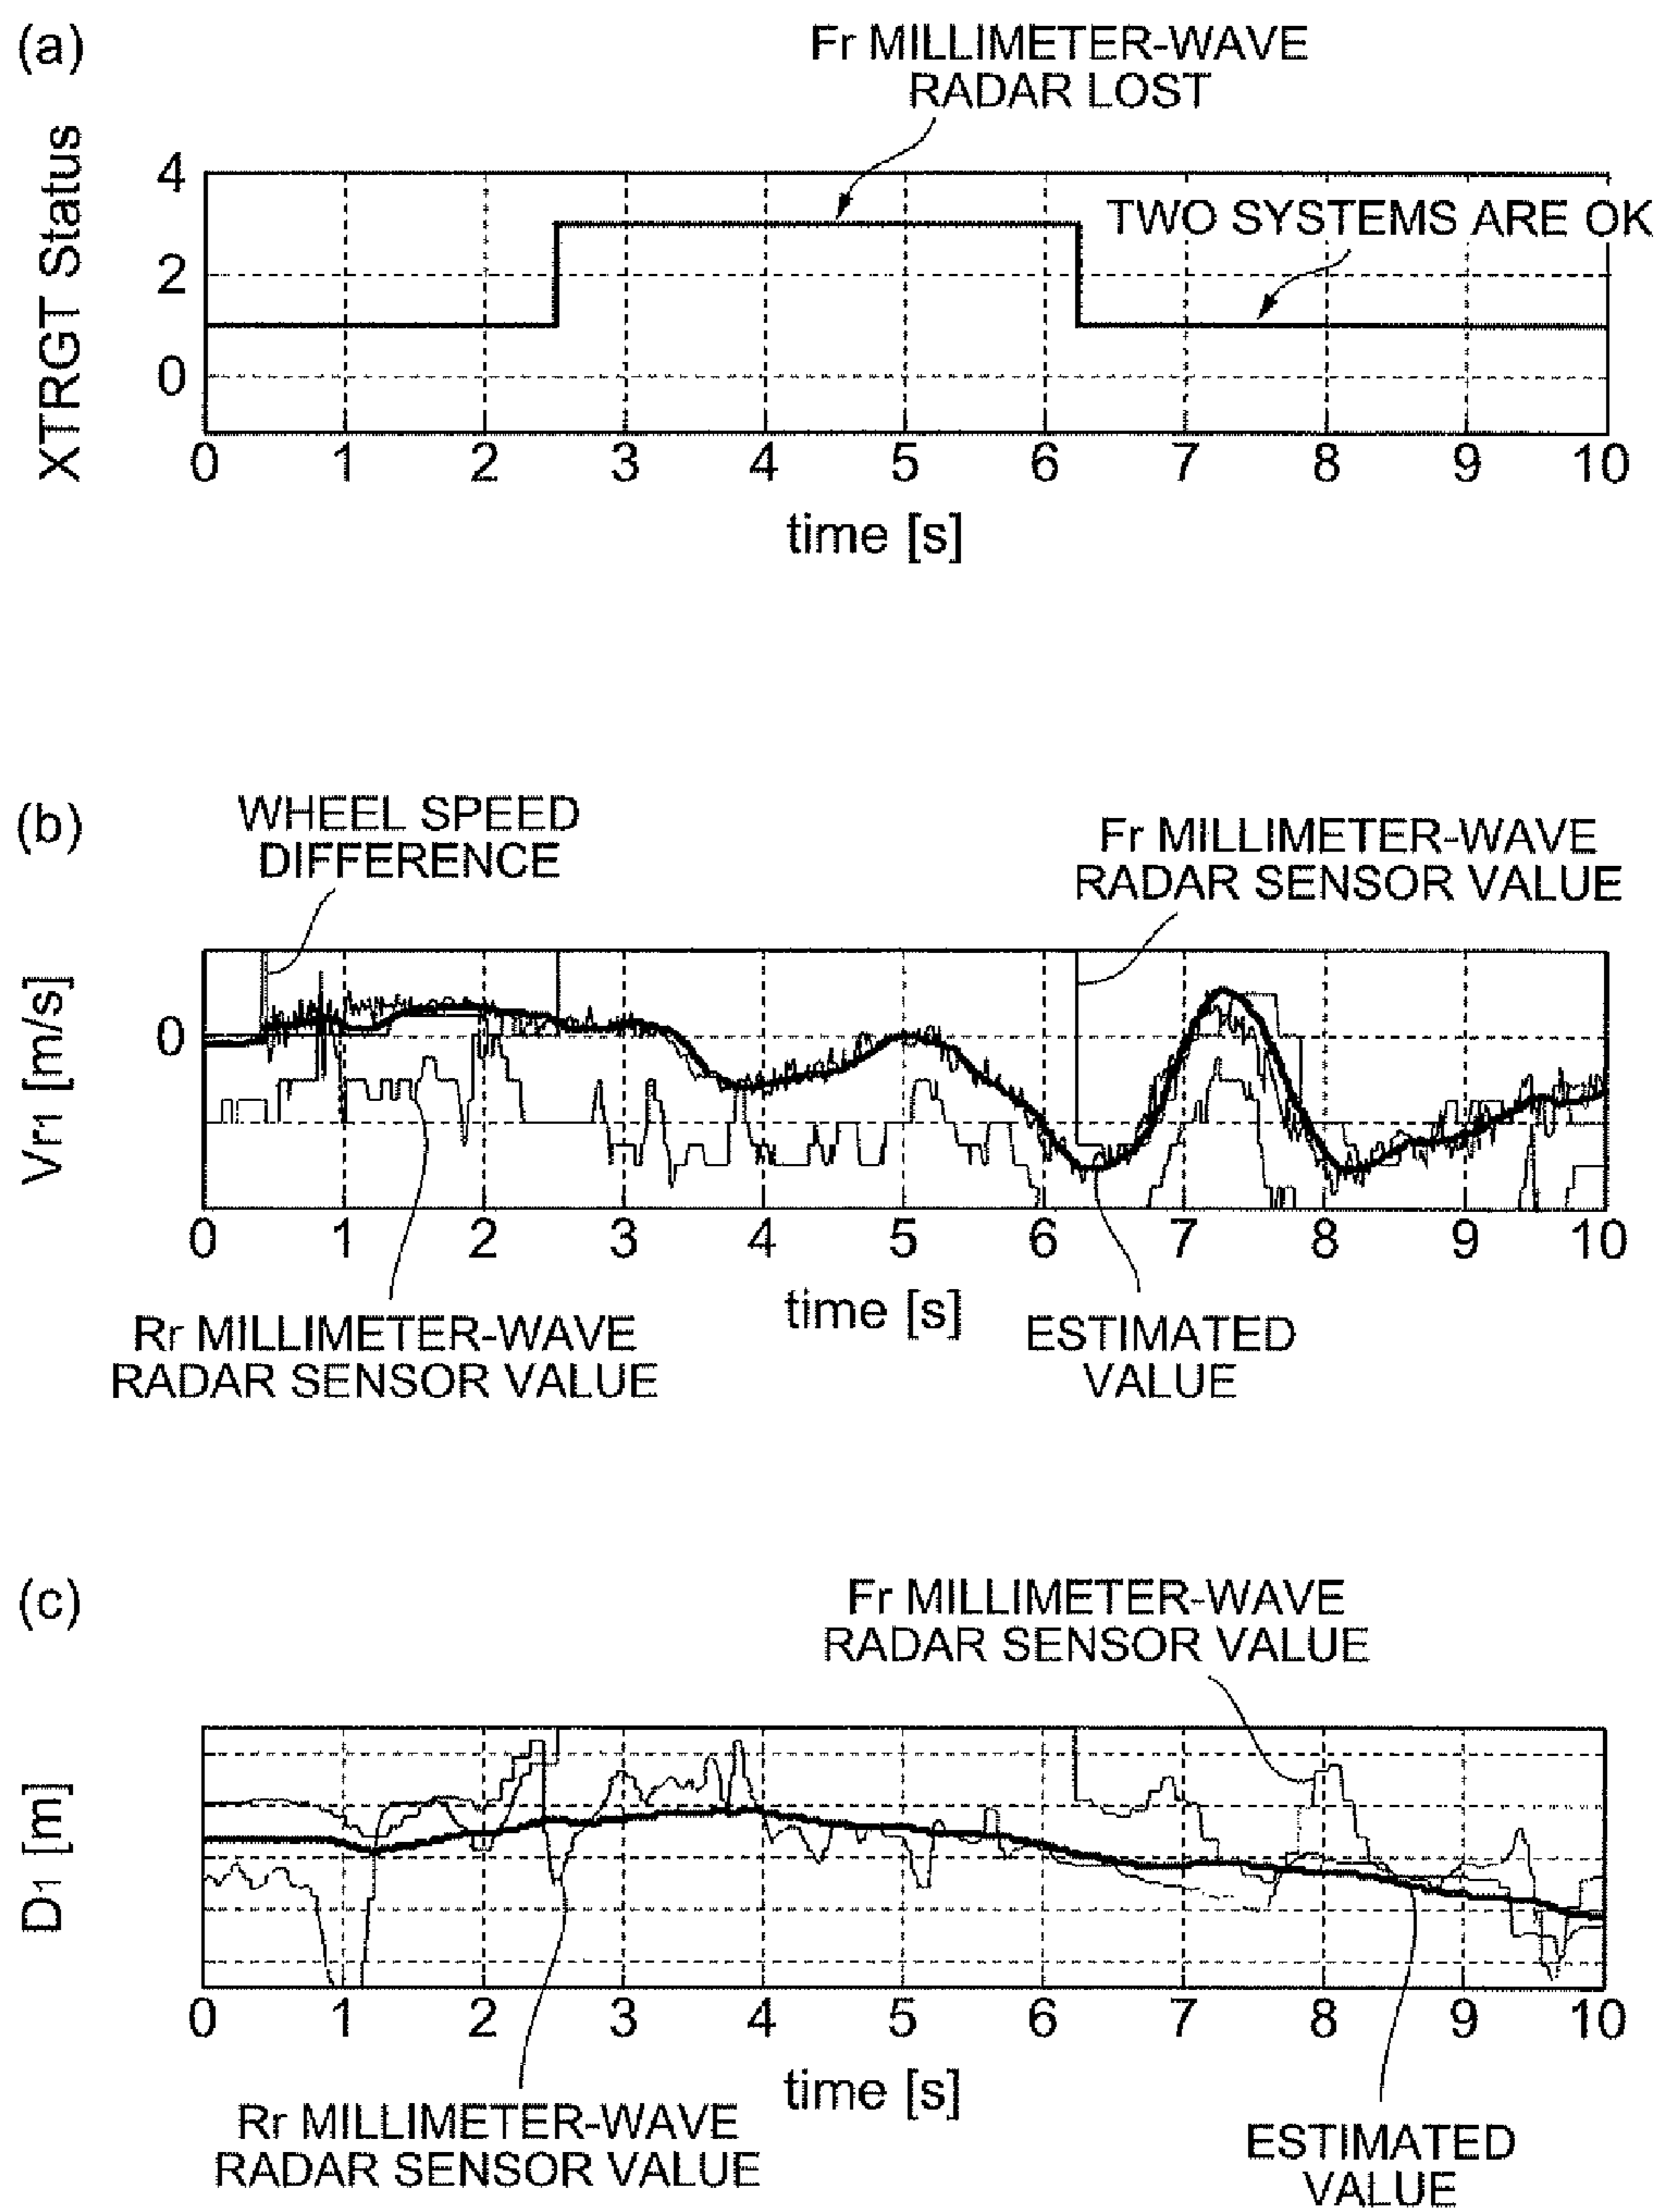 (a)
Fr MILLIMETER-WAVE
RADAR LOST
XTRGT Status
4
2
0
TWO SYSTEMS ARE OK
0 1 2 3 4 5 6 7 8 9 10
time [s]
(b)
WHEEL SPEED
DIFFERENCE
Fr MILLIMETER-WAVE
RADAR SENSOR VALUE
Vr1 [m/s]
0
0 1 2 3 4 5 6 7 8 9 10
time [s]
Rr MILLIMETER-WAVE
RADAR SENSOR VALUE
ESTIMATED
VALUE
(c)
Fr MILLIMETER-WAVE
RADAR SENSOR VALUE
D1 [m]
0 1 2 3 4 5 6 7 8 9 10
time [s]
Rr MILLIMETER-WAVE
RADAR SENSOR VALUE
ESTIMATED
VALUE